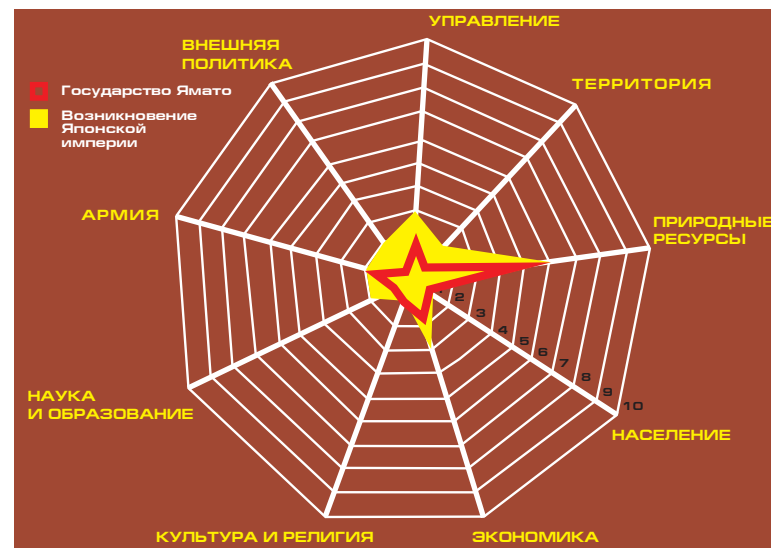 УПРАВЛЕНИЕ
ВНЕШНЯЯ
ПОЛИТИКА
ТЕРРИТОРИЯ
Государство Ямато
Возникновение
Японской
империи
АРМИЯ
ПРИРОДНЫЕ
РЕСУРСЫ
1
2
3
4
5
6
7
8
9
10
НАУКА
И ОБРАЗОВАНИЕ
НАСЕЛЕНИЕ
КУЛЬТУРА И РЕЛИГИЯ
ЭКОНОМИКА